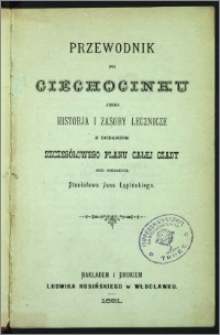 PRZEWODNIK
PO
CIECHOCINKU
JEGO
HISTORJA I ZASOBY LECZNICZE
Z DODANIEM
SZCZEGÓŁOWEGO PLANU CAŁEJ OSADY
POD REDAKCJĄ
Stanisława Jana Łąpińskiego.
NAKŁADEM I DRUKIEM
LUDWIKA NOSIŃSKIEGO w WŁOCŁAWKU.
1881.